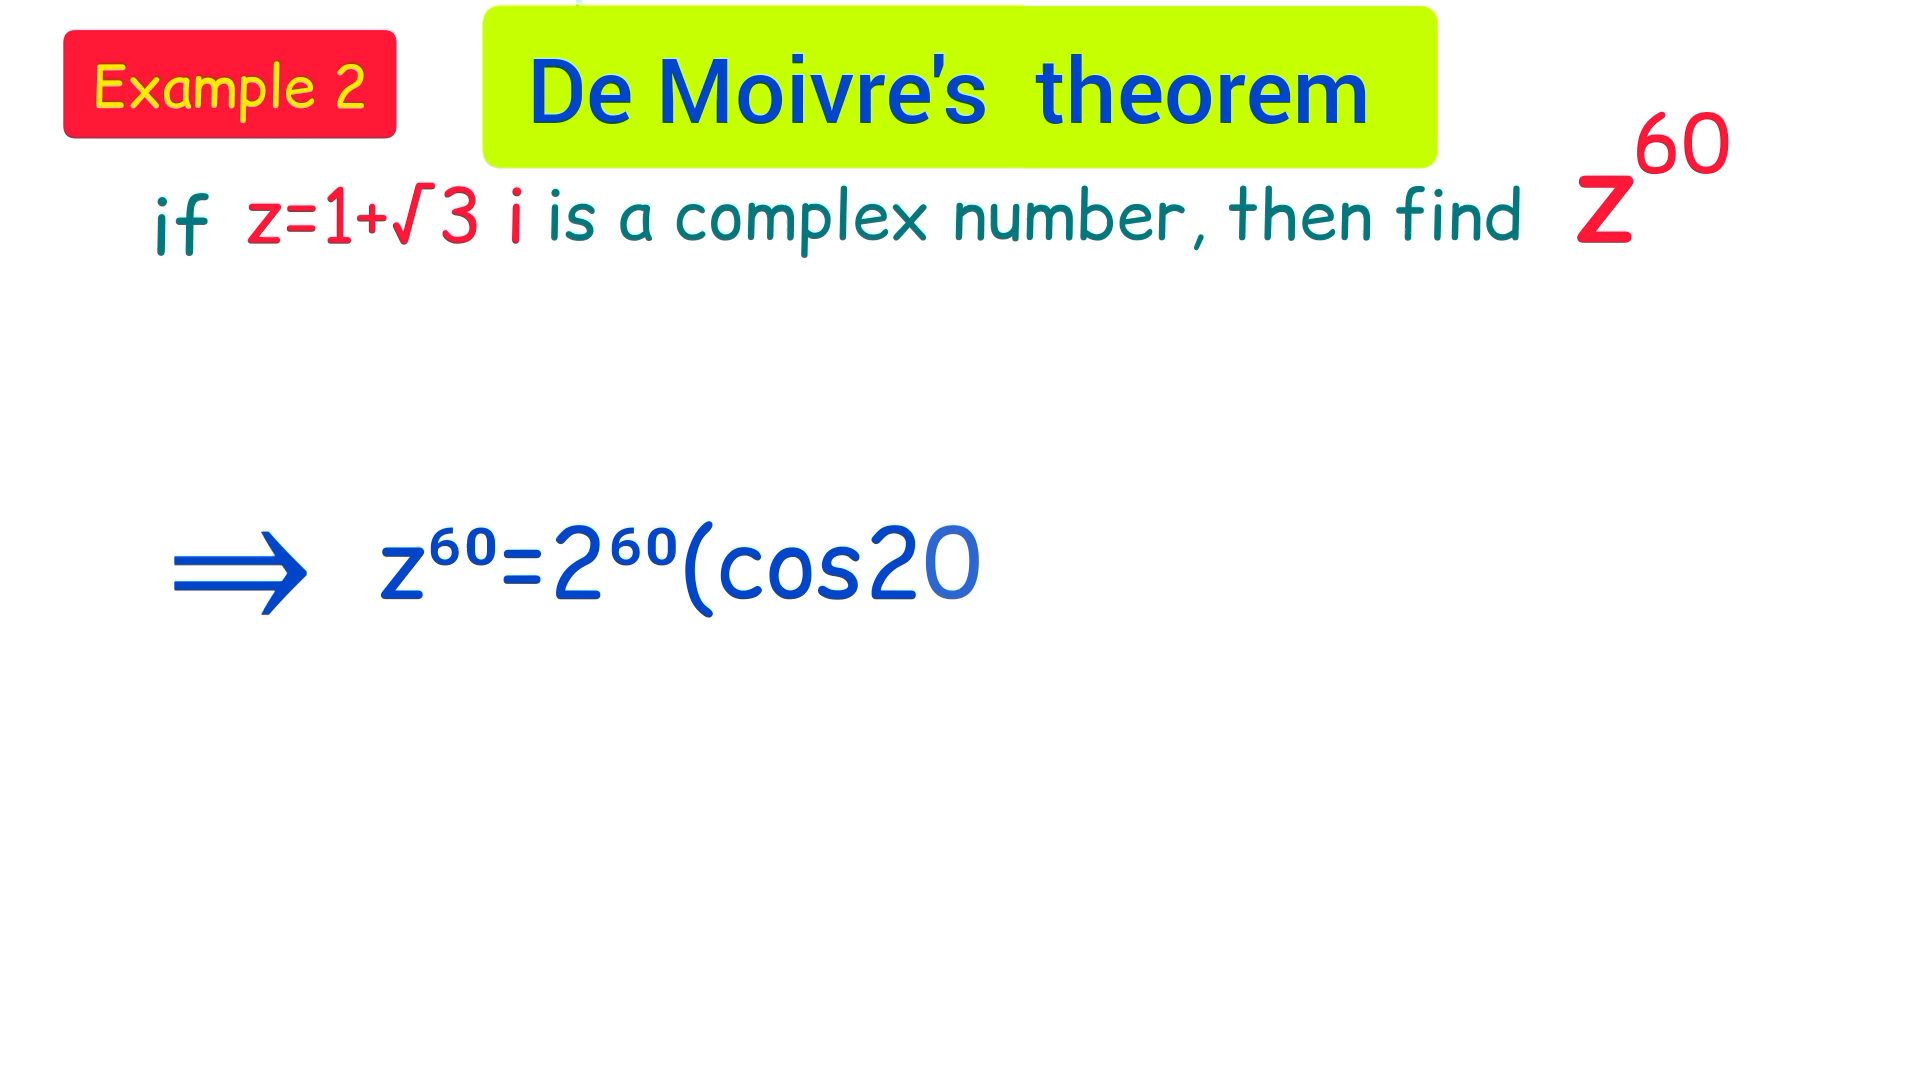 Example 2
De Moivre's theorem
if z=1+√3 i is a complex number, then find z⁶⁰
⟹ z⁶⁰=2⁶⁰(cos20